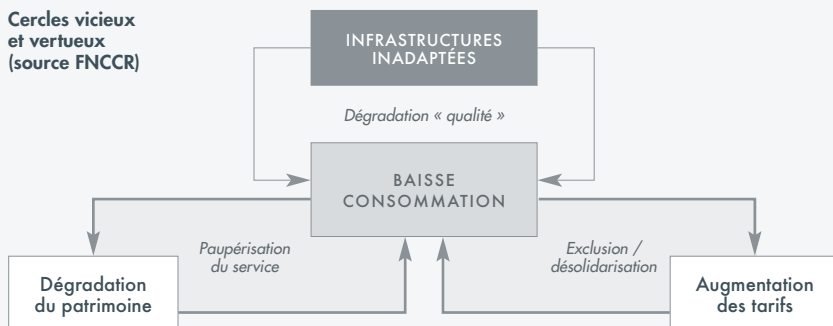 Cercles vicieux
et vertueux
(source FNCCR)
INFRASTRUCTURES
INADAPTÉES
Dégradation « qualité »
BAISSE
CONSOMMATION
Paupérisation
du service
Exclusion /
désolidarisation
Dégradation
du patrimoine
Augmentation
des tarifs